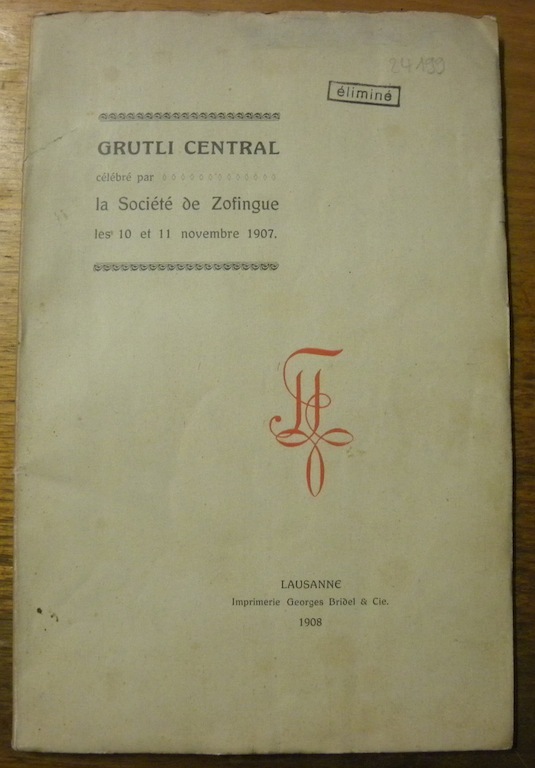 24199
éliminé
GRUTLI CENTRAL
célébré par
la Société de Zofingue
les 10 et 11 novembre 1907.
LAUSANNE
Imprimerie Georges Bridel & Cie.
1908